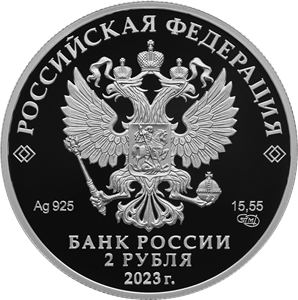 РОССИЙСКАЯ ФЕДЕРАЦИЯ
Ag 925
15,55
БАНК РОССИИ
2 РУБЛЯ
2023 г.